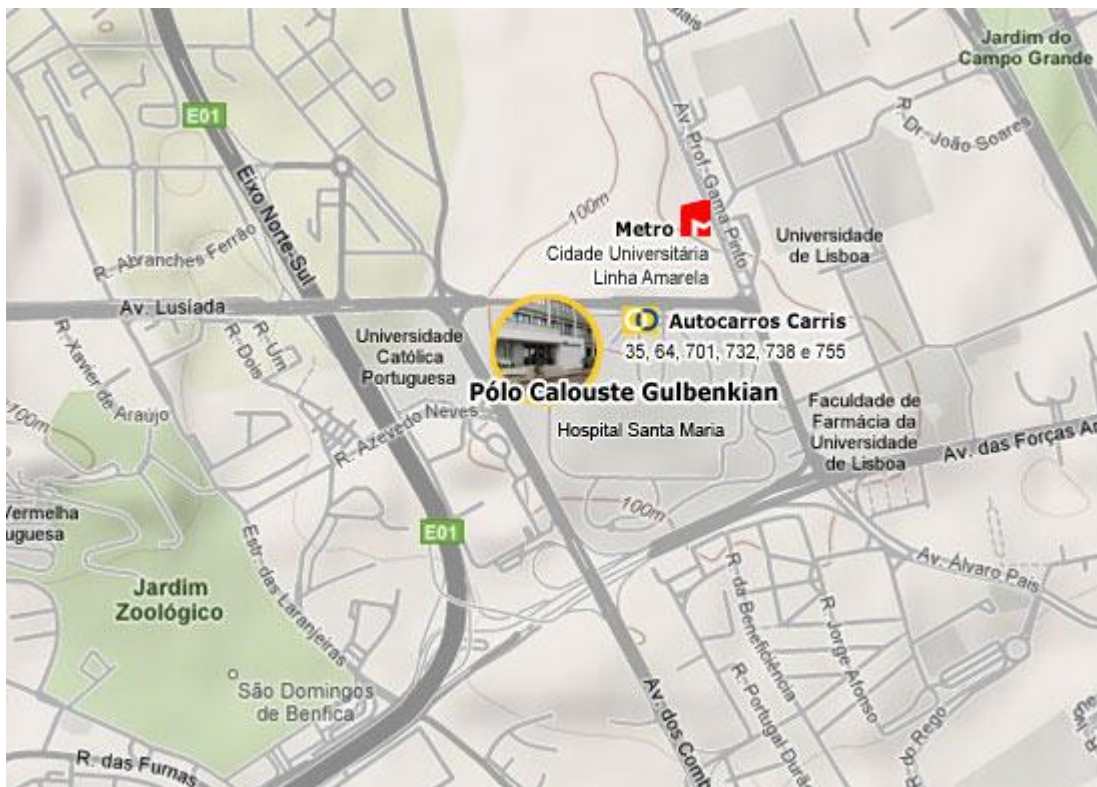 Jardim do
Campo Grande
E01
Av. Prof. Gama Pinto
R. Dr. João Soares
Eixo Norte-Sul
100m
Metro
Cidade Universitária
Linha Amarela
Universidade
de Lisboa
R. Abranches Ferrão
Av. Lusíada
R. Um
R. Dois
R. Xavier de Araújo
Universidade
Católica
Portuguesa
Autocarros Carris
35, 64, 701, 732, 738 e 755
Pólo Calouste Gulbenkian
100m
R. Azevedo Neves
Hospital Santa Maria
Faculdade de
Farmácia da
Universidade
de Lisboa
Av. das Forças Ar
100m
Vermelha
uguesa
E01
Estr. das Laranjeiras
Jardim
Zoológico
Av. Álvaro Pais
R. da Beneficiência
R. Jorge Afonso
São Domingos
de Benfica
Av. dos Comb
R. Portugal Durão
R. do Rego
R. das Furnas